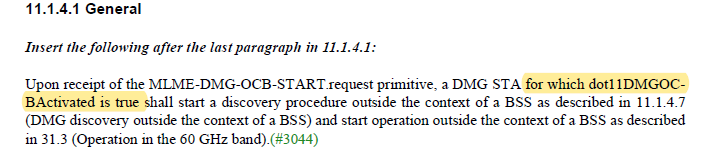 11.1.4.1 General
Insert the following after the last paragraph in 11.1.4.1:
Upon receipt of the MLME-DMG-OCB-START.request primitive, a DMG STA for which dot11DMGOC-
BActivated is true shall start a discovery procedure outside the context of a BSS as described in 11.1.4.7
(DMG discovery outside the context of a BSS) and start operation outside the context of a BSS as described
in 31.3 (Operation in the 60 GHz band).(#3044)